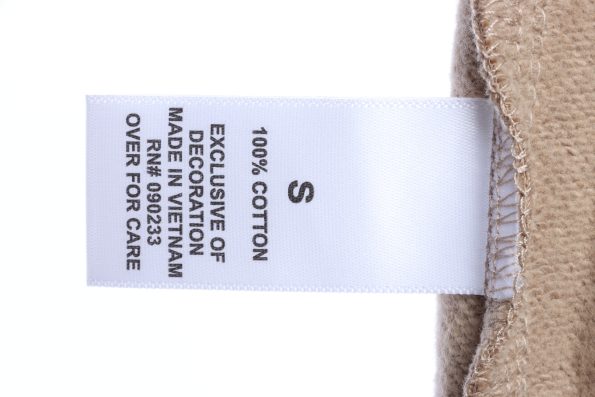 S
100% COTTON
EXCLUSIVE OF
DECORATION
MADE IN VIETNAM
RN# 090233
OVER FOR CARE